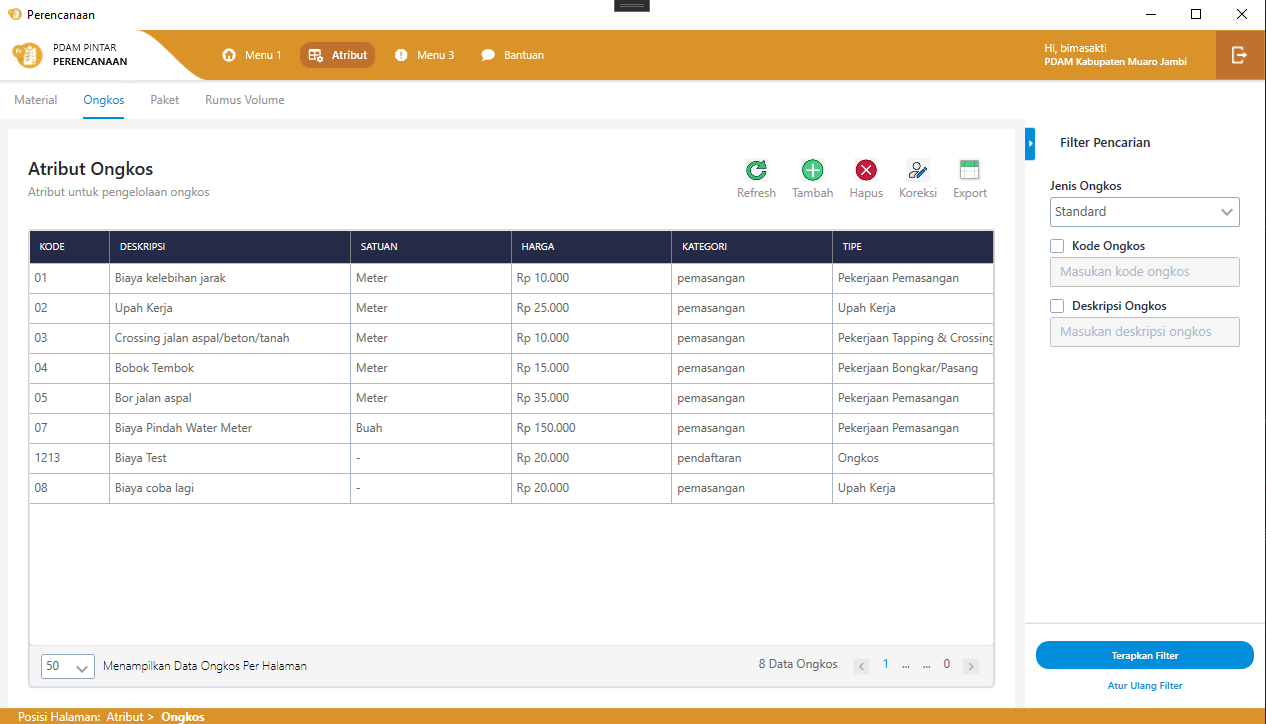 Perencanaan
PDAM PINTAR
PERENCANAAN
Menu 1
Atribut
Menu 3
Bantuan
Hi, bimasakti
PDAM Kabupaten Muaro Jambi
Material Ongkos Paket Rumus Volume
Atribut Ongkos
Atribut untuk pengelolaan ongkos
Refresh Tambah Hapus Koreksi Export
KODE DESKRIPSI SATUAN HARGA KATEGORI TIPE
01 Biaya kelebihan jarak Meter Rp 10.000 pemasangan Pekerjaan Pemasangan
02 Upah Kerja Meter Rp 25.000 pemasangan Upah Kerja
03 Crossing jalan aspal/beton/tanah Meter Rp 10.000 pemasangan Pekerjaan Tapping & Crossing
04 Bobok Tembok Meter Rp 15.000 pemasangan Pekerjaan Bongkar/Pasang
05 Bor jalan aspal Meter Rp 35.000 pemasangan Pekerjaan Pemasangan
07 Biaya Pindah Water Meter Buah Rp 150.000 pemasangan Pekerjaan Pemasangan
1213 Biaya Test - Rp 20.000 pendaftaran Ongkos
08 Biaya coba lagi - Rp 20.000 pemasangan Upah Kerja
50 Menampilkan Data Ongkos Per Halaman
8 Data Ongkos < 1 ... ... 0 >
Filter Pencarian
Jenis Ongkos
Standard
Kode Ongkos
Masukan kode ongkos
Deskripsi Ongkos
Masukan deskripsi ongkos
Terapkan Filter
Atur Ulang Filter
Posisi Halaman: Atribut > Ongkos